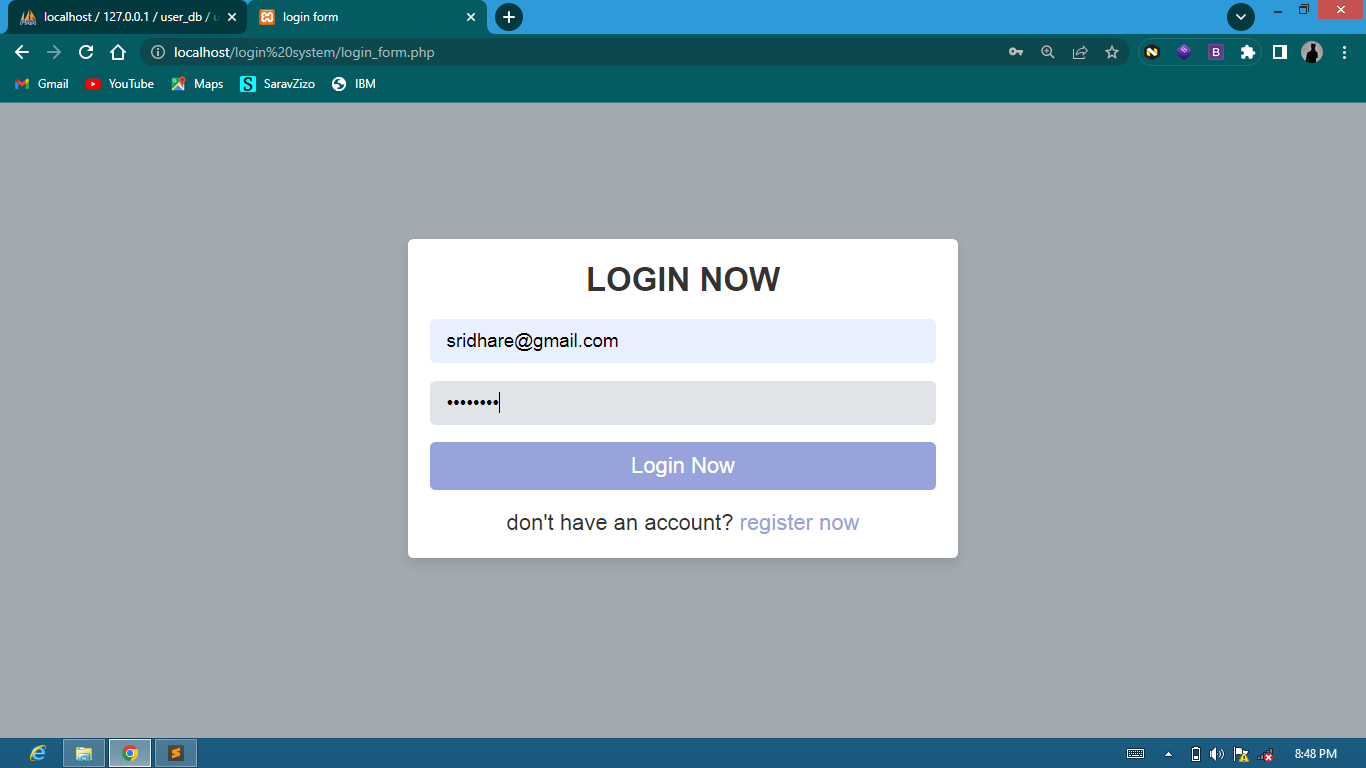 localhost / 127.0.0.1 / user_db / u
login form
localhost/login%20system/login_form.php
Gmail
YouTube
Maps
S
SaravZizo
IBM
N
B
LOGIN NOW
sridhare@gmail.com
••••••••
Login Now
don't have an account? register now
8:48 PM